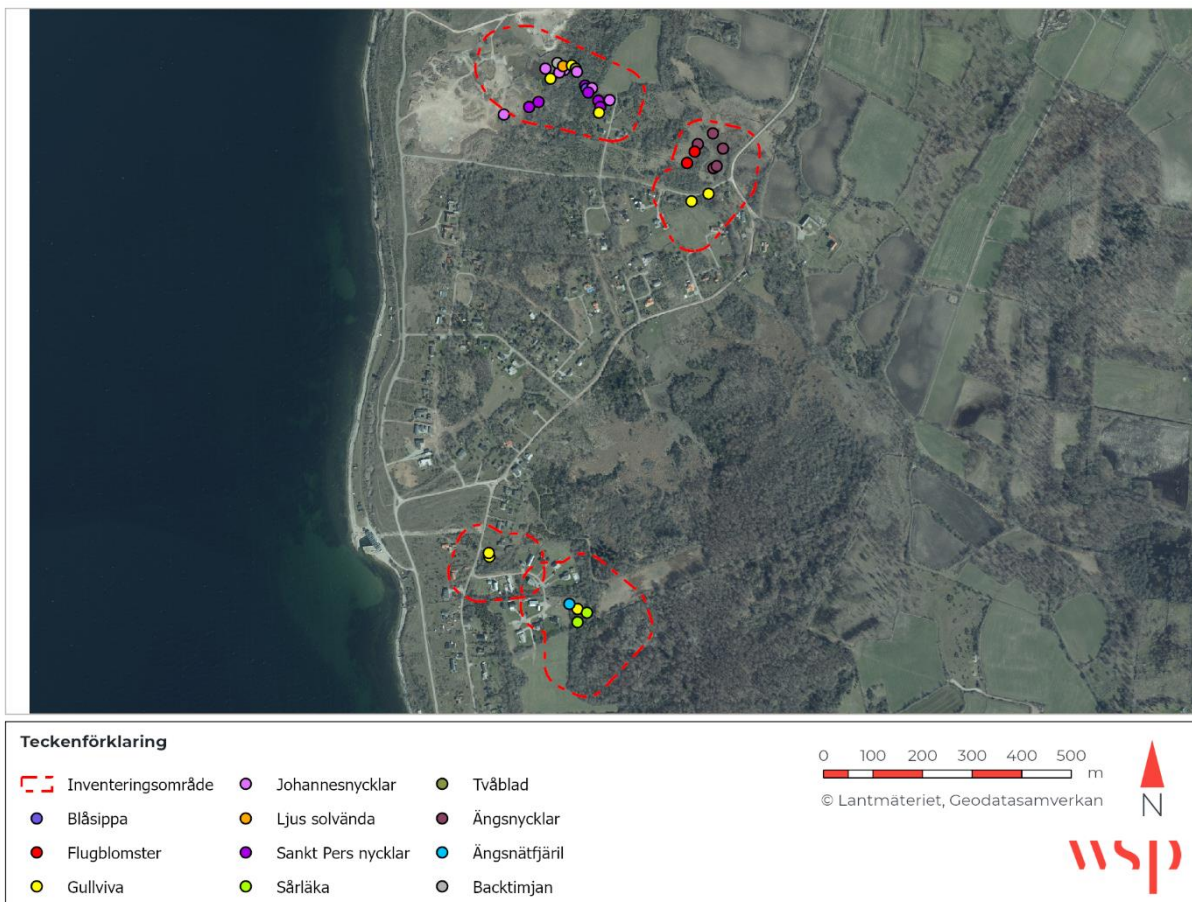 Teckenförklaring
Inventeringsområde
Blåsippa
Flugblomster
Gullviva
Johannesnycklar
Ljus solvända
Sankt Pers nycklar
Sårläka
Tvåblad
Ängsnycklar
Ängsnätfjäril
Backtimjan
0 100 200 300 400 500
m
© Lantmäteriet, Geodatasamverkan
N
wsp